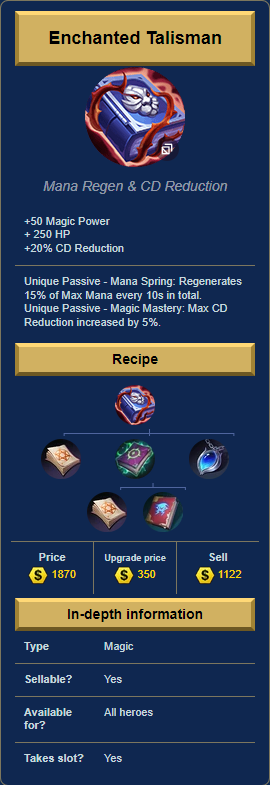 Enchanted Talisman
Mana Regen & CD Reduction
+50 Magic Power
+ 250 HP
+20% CD Reduction
Unique Passive - Mana Spring: Regenerates
15% of Max Mana every 10s in total.
Unique Passive - Magic Mastery: Max CD
Reduction increased by 5%.
Recipe
Price Upgrade price Sell
1870 350 1122
In-depth information
Type Magic
Sellable? Yes
Available All heroes
for?
Takes slot? Yes